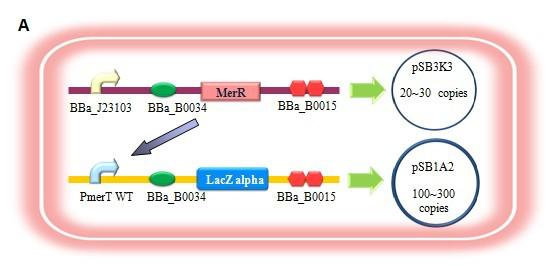 A
pSB3K3
20~30 copies
MerR
BBa_J23103
BBa_B0034
BBa_B0015
pSB1A2
100~300
copies
LacZ alpha
PmerT WT
BBa_B0034
BBa_B0015